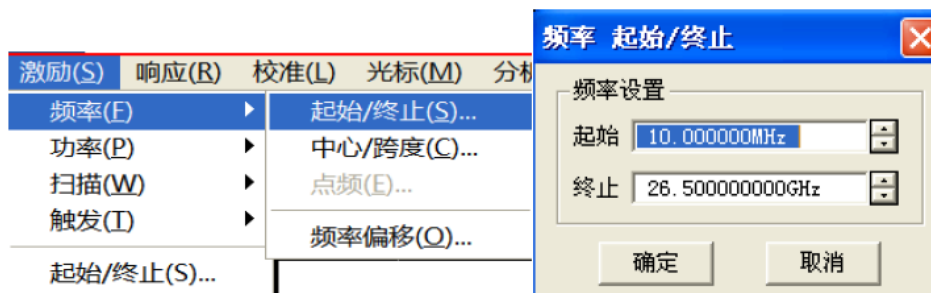 激励(S) 响应(R) 校准(L) 光标(M) 分析
频率(F)
功率(P)
扫描(W)
触发(T)
起始/终止(S)...
起始/终止(S)...
中心/跨度(C)...
点频(E)...
频率偏移(O)...
频率 起始/终止
频率设置
起始 10.000000MHz
终止 26.500000000GHz
确定 取消